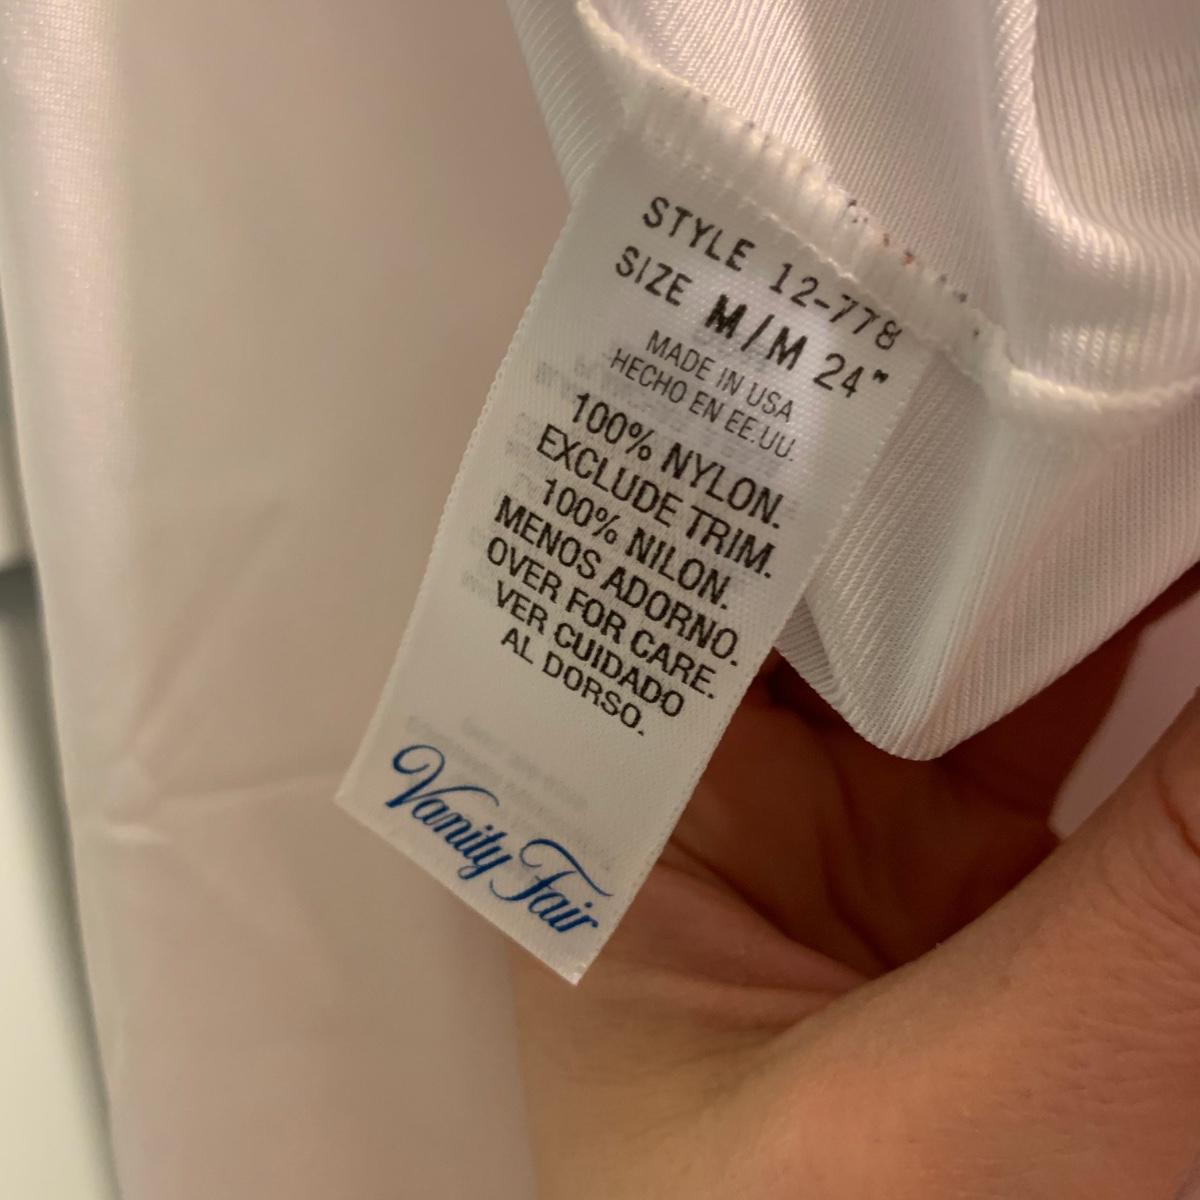 STYLE 12-778
SIZE M/M 24"
MADE IN USA
HECHO EN EE.UU.
100% NYLON.
EXCLUDE TRIM.
100% NILON.
MENOS ADORNO.
OVER FOR CARE.
VER CUIDADO
AL DORSO.
Vanity Fair